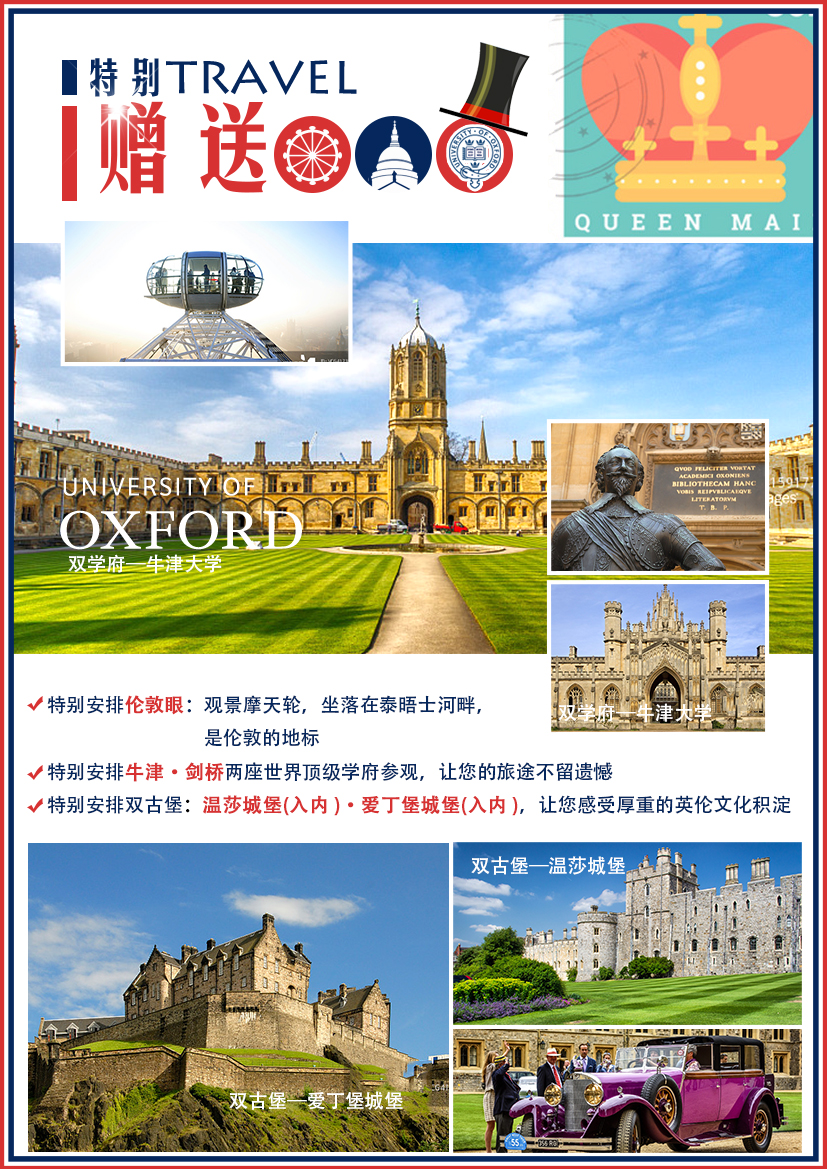 特别TRAVEL
赠送
UNIVERSITY OF OXFORD
QUEEN MAI
QVOD FELICITER VORTAT
ACADEMICI OXONIENS
BIBLIOTHECAM HANC
VOBIS REIPVBLICAEQVE
LITERATORVM
T. B. P.
15917
ages
UNIVERSITY OF
OXFORD
双学府—牛津大学
双学府—牛津大学
特别安排伦敦眼：观景摩天轮，坐落在泰晤士河畔，
是伦敦的地标
特别安排牛津·剑桥两座世界顶级学府参观，让您的旅途不留遗憾
特别安排双古堡：温莎城堡(入内 )·爱丁堡城堡(入内 )，让您感受厚重的英伦文化积淀
双古堡—温莎城堡
双古堡—爱丁堡城堡
55